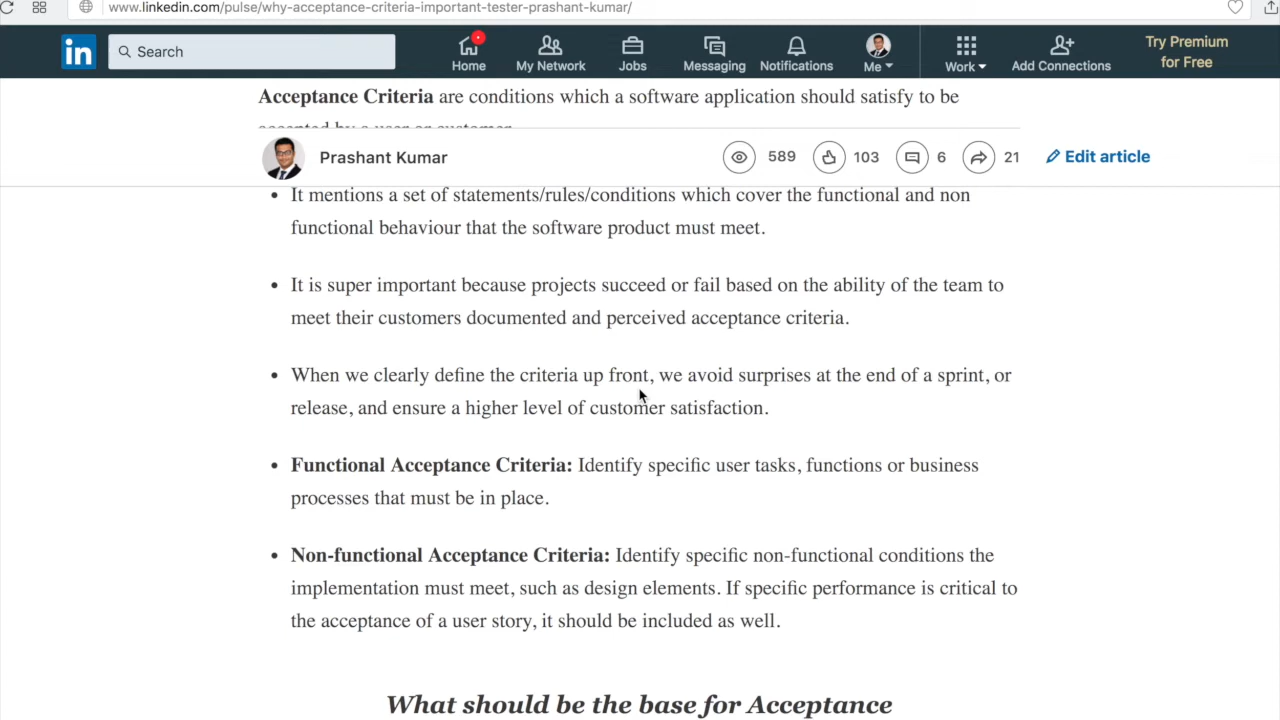 www.linkedin.com/pulse/why-acceptance-criteria-important-tester-prashant-kumar/
in
Search
Home
My Network
Jobs
Messaging
Notifications
Me
Work
Add Connections
Try Premium
for Free
Acceptance Criteria are conditions which a software application should satisfy to be
accepted by a user or customer.
Prashant Kumar
589
103
6
21
Edit article
• It mentions a set of statements/rules/conditions which cover the functional and non
functional behaviour that the software product must meet.
• It is super important because projects succeed or fail based on the ability of the team to
meet their customers documented and perceived acceptance criteria.
• When we clearly define the criteria up front, we avoid surprises at the end of a sprint, or
release, and ensure a higher level of customer satisfaction.
• Functional Acceptance Criteria: Identify specific user tasks, functions or business
processes that must be in place.
• Non-functional Acceptance Criteria: Identify specific non-functional conditions the
implementation must meet, such as design elements. If specific performance is critical to
the acceptance of a user story, it should be included as well.
What should be the base for Acceptance